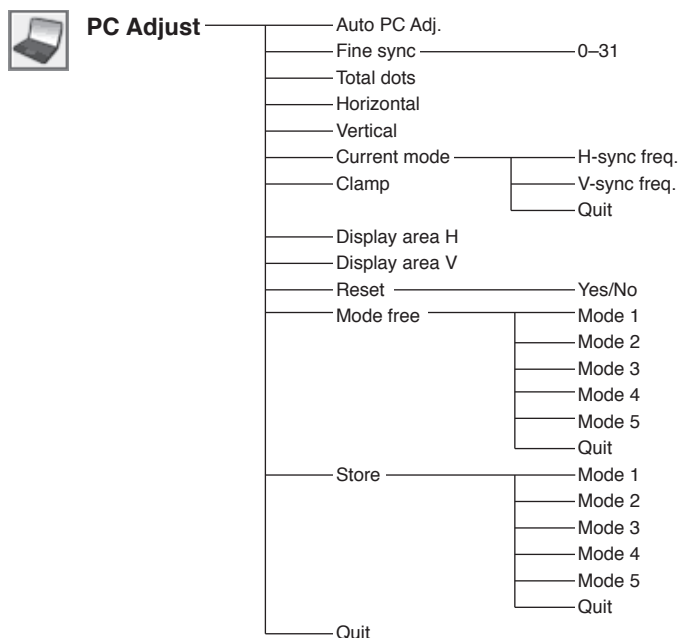 PC Adjust
Auto PC Adj.
Fine sync 0–31
Total dots
Horizontal
Vertical
Current mode H-sync freq.
Clamp V-sync freq.
Quit
Display area H
Display area V
Reset Yes/No
Mode free Mode 1
Mode 2
Mode 3
Mode 4
Mode 5
Quit
Store Mode 1
Mode 2
Mode 3
Mode 4
Mode 5
Quit
Quit